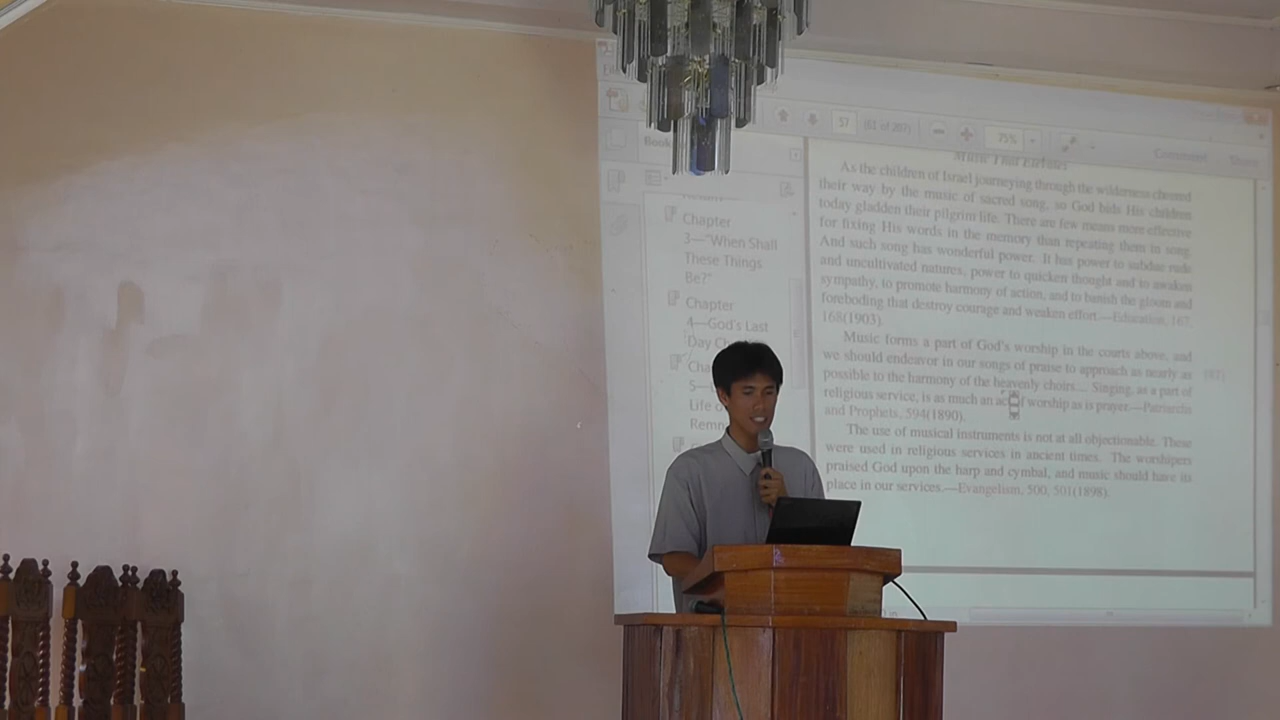 57 (61 of 297) 75%
Comment Share
Book
Chapter
3—"When Shall
These Things
Be?"
Chapter
4—God's Last
Day
5—
Life o
Remn
Music That
As the children of Israel journeying through the wilderness cheered
their way by the music of sacred song, so God bids His children
today gladden their pilgrim life. There are few means more effective
for fixing His words in the memory than repeating them in song.
And such song has wonderful power. It has power to subdue rude
and uncultivated natures, power to quicken thought and to awaken
sympathy, to promote harmony of action, and to banish the gloom and
foreboding that destroy courage and weaken effort.—Education, 167,
168(1903).
Music forms a part of God's worship in the courts above, and
we should endeavor in our songs of praise to approach as nearly as
possible to the harmony of the heavenly choirs.... Singing, as a part of
religious service, is as much an act of worship as is prayer.—Patriarchs
and Prophets, 594(1890).
The use of musical instruments is not at all objectionable. These
were used in religious services in ancient times. The worshipers
praised God upon the harp and cymbal, and music should have its
place in our services.—Evangelism, 500, 501(1898).